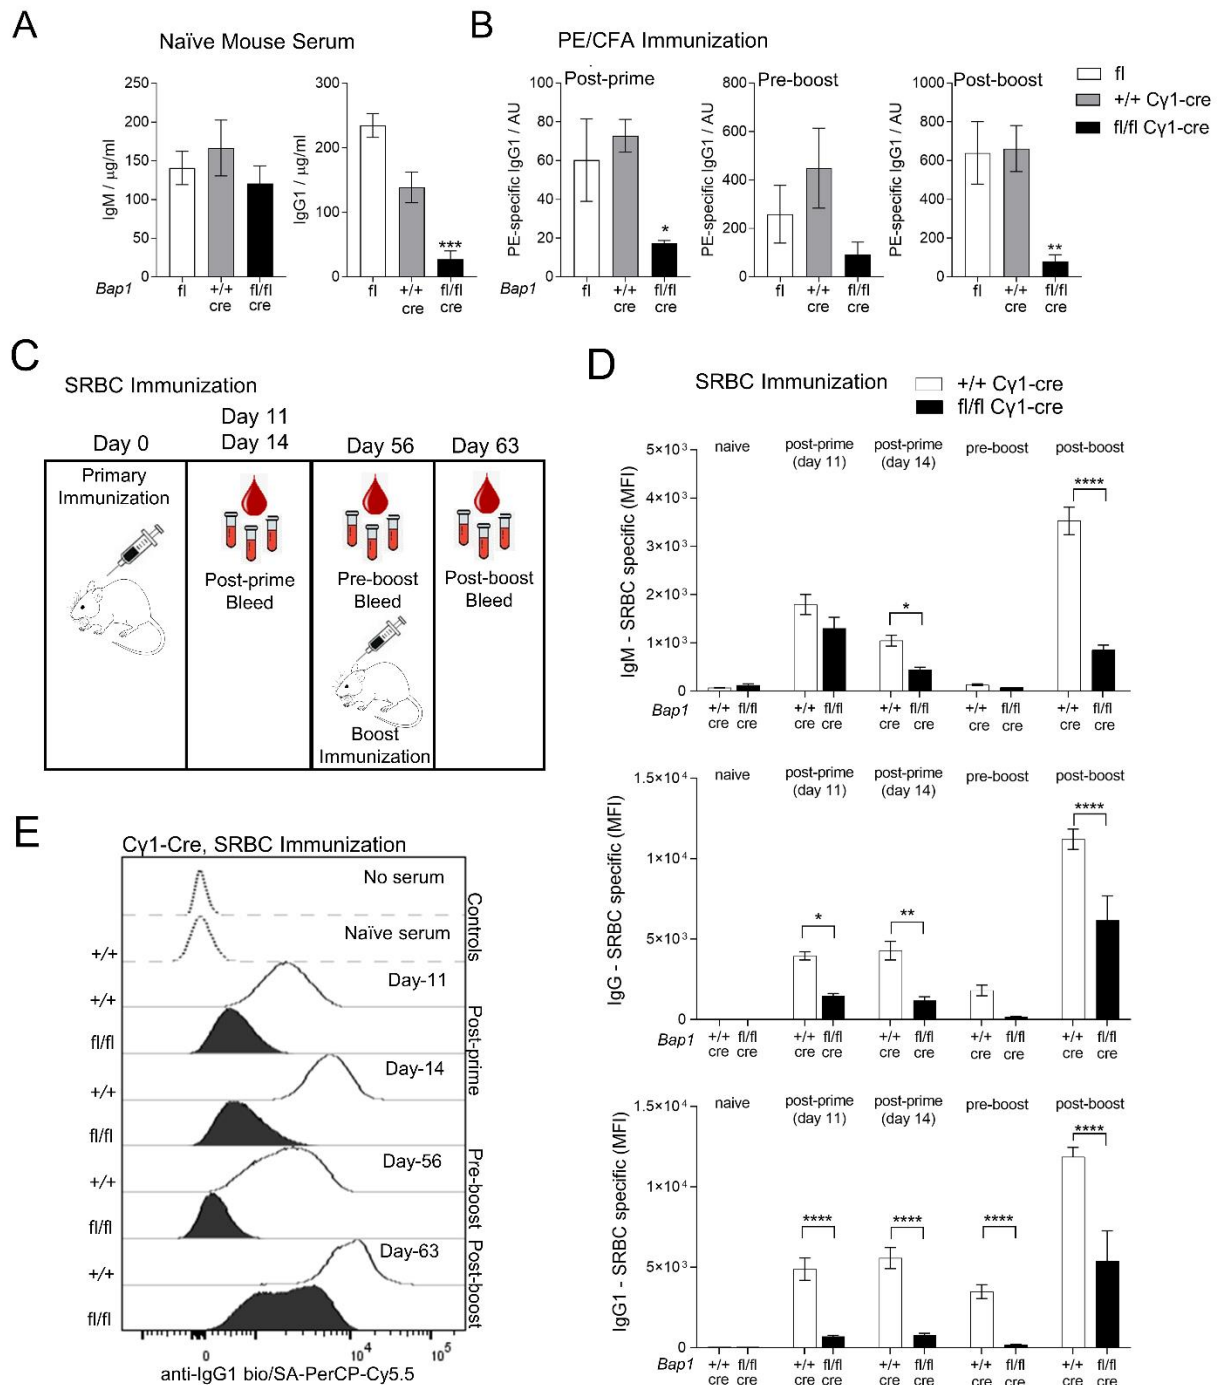 A
Naïve Mouse Serum
IgM / μg/ml
250
200
150
100
50
0
Bap1
fl
+/+
cre
fl/fl
cre
IgG1 / μg/ml
300
200
100
0
***
fl
+/+
cre
fl/fl
cre
B
PE/CFA Immunization
Post-prime
PE-specific IgG1 / AU
80
60
40
20
0
*
Bap1
fl
+/+
cre
fl/fl
cre
Pre-boost
PE-specific IgG1 / AU
800
600
400
200
0
fl
+/+
cre
fl/fl
cre
Post-boost
PE-specific IgG1 / AU
1000
800
600
400
200
0
**
fl
+/+
cre
fl/fl
cre
fl
+/+ Cγ1-cre
fl/fl Cγ1-cre
C
SRBC Immunization
Day 0
Day 11
Day 14
Day 56
Day 63
Primary
Immunization
Post-prime
Bleed
Pre-boost
Bleed
Boost
Immunization
Post-boost
Bleed
D
SRBC Immunization
+/+ Cγ1-cre
fl/fl Cγ1-cre
naive
post-prime
(day 11)
post-prime
(day 14)
pre-boost
post-boost
IgM - SRBC specific (MFI)
5×10³
4×10³
3×10³
2×10³
1×10³
0
*
****
Bap1
+/+ fl/fl
cre cre
+/+ fl/fl
cre cre
+/+ fl/fl
cre cre
+/+ fl/fl
cre cre
+/+ fl/fl
cre cre
naive
post-prime
(day 11)
post-prime
(day 14)
pre-boost
post-boost
IgG - SRBC specific (MFI)
1.5×10⁴
1×10⁴
5×10³
0
*
**
****
Bap1
+/+ fl/fl
cre cre
+/+ fl/fl
cre cre
+/+ fl/fl
cre cre
+/+ fl/fl
cre cre
+/+ fl/fl
cre cre
naive
post-prime
(day 11)
post-prime
(day 14)
pre-boost
post-boost
IgG1 - SRBC specific (MFI)
1.5×10⁴
1×10⁴
5×10³
0
****
****
****
****
Bap1
+/+ fl/fl
cre cre
+/+ fl/fl
cre cre
+/+ fl/fl
cre cre
+/+ fl/fl
cre cre
+/+ fl/fl
cre cre
E
Cγ1-Cre, SRBC Immunization
No serum
Naïve serum
+/+
Controls
Day-11
+/+
fl/fl
Day-14
+/+
fl/fl
Post-prime
Day-56
+/+
fl/fl
Pre-boost
Day-63
+/+
fl/fl
Post-boost
0
10⁴
10⁵
anti-IgG1 bio/SA-PerCP-Cy5.5